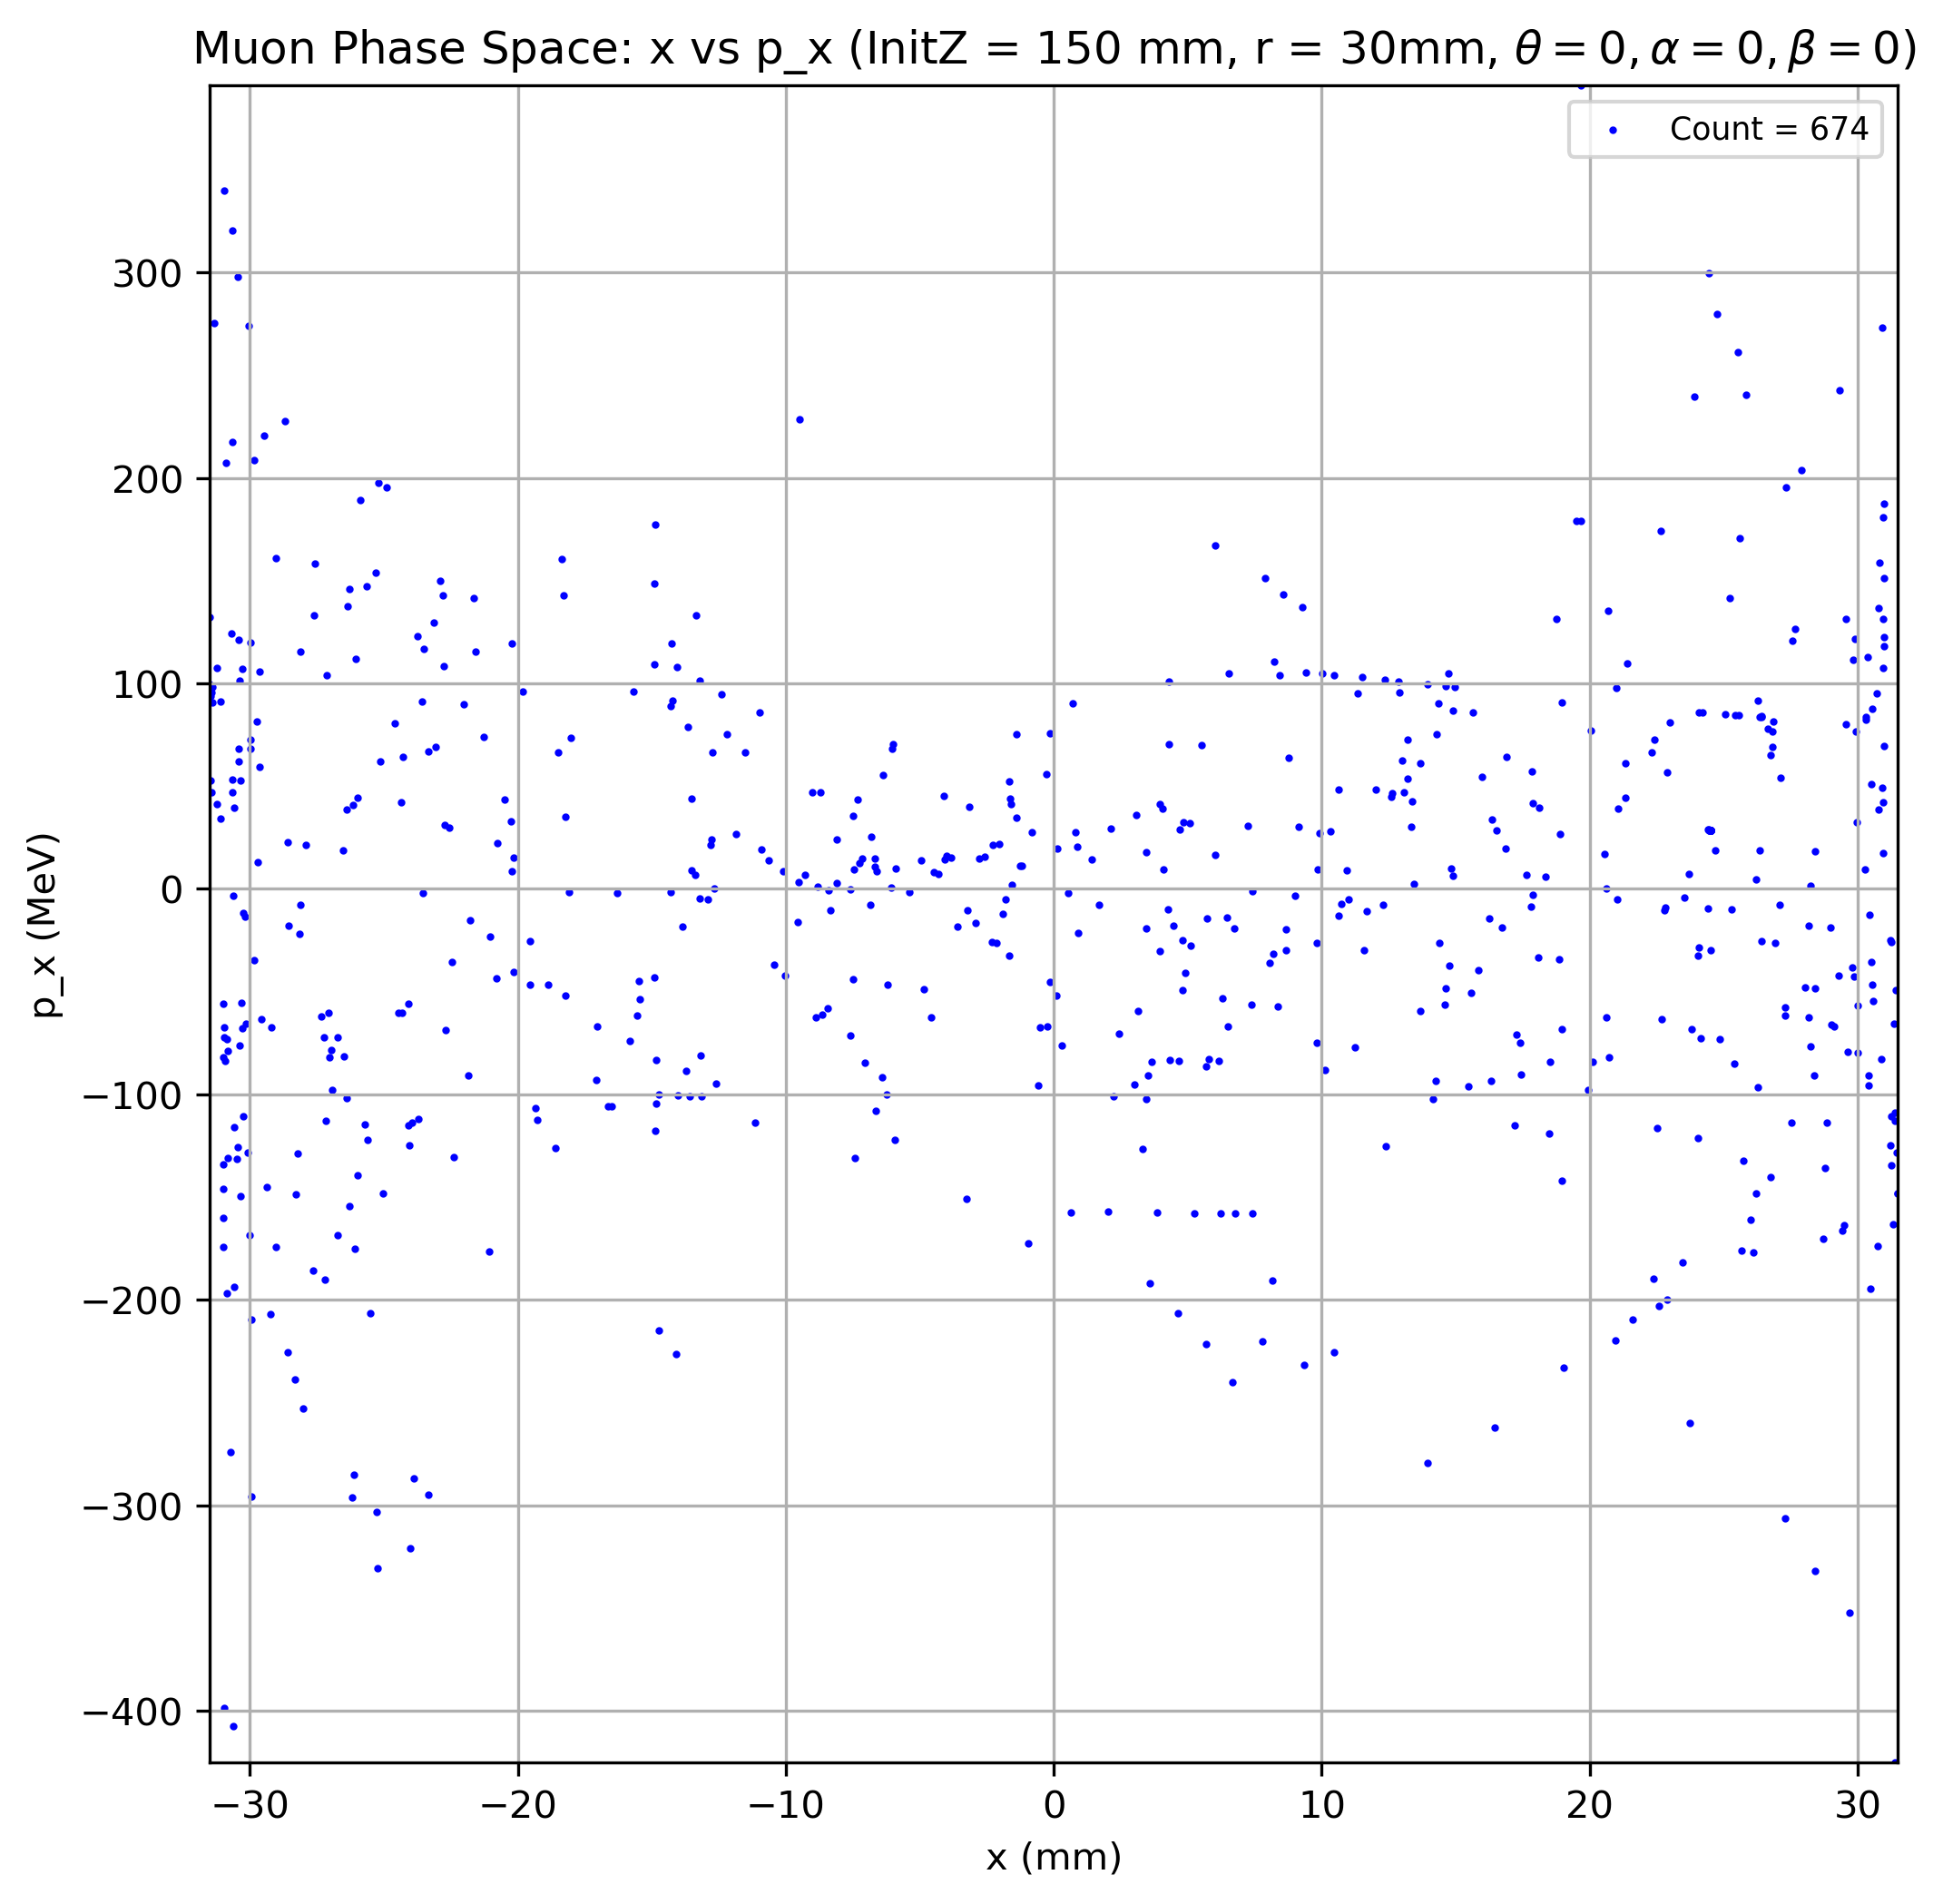 Muon Phase Space: x vs p_x (InitZ = 150 mm, r = 30mm, θ = 0, α = 0, β = 0)
Count = 674
300
200
100
0
−100
−200
−300
−400
p_x (MeV)
−30 −20 −10 0 10 20 30
x (mm)